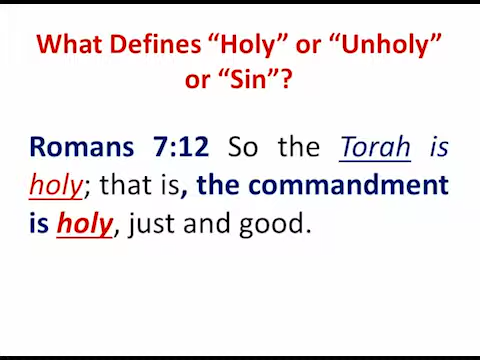 What Defines “Holy” or “Unholy”
or “Sin”?
Romans 7:12 So the Torah is
holy; that is, the commandment
is holy, just and good.